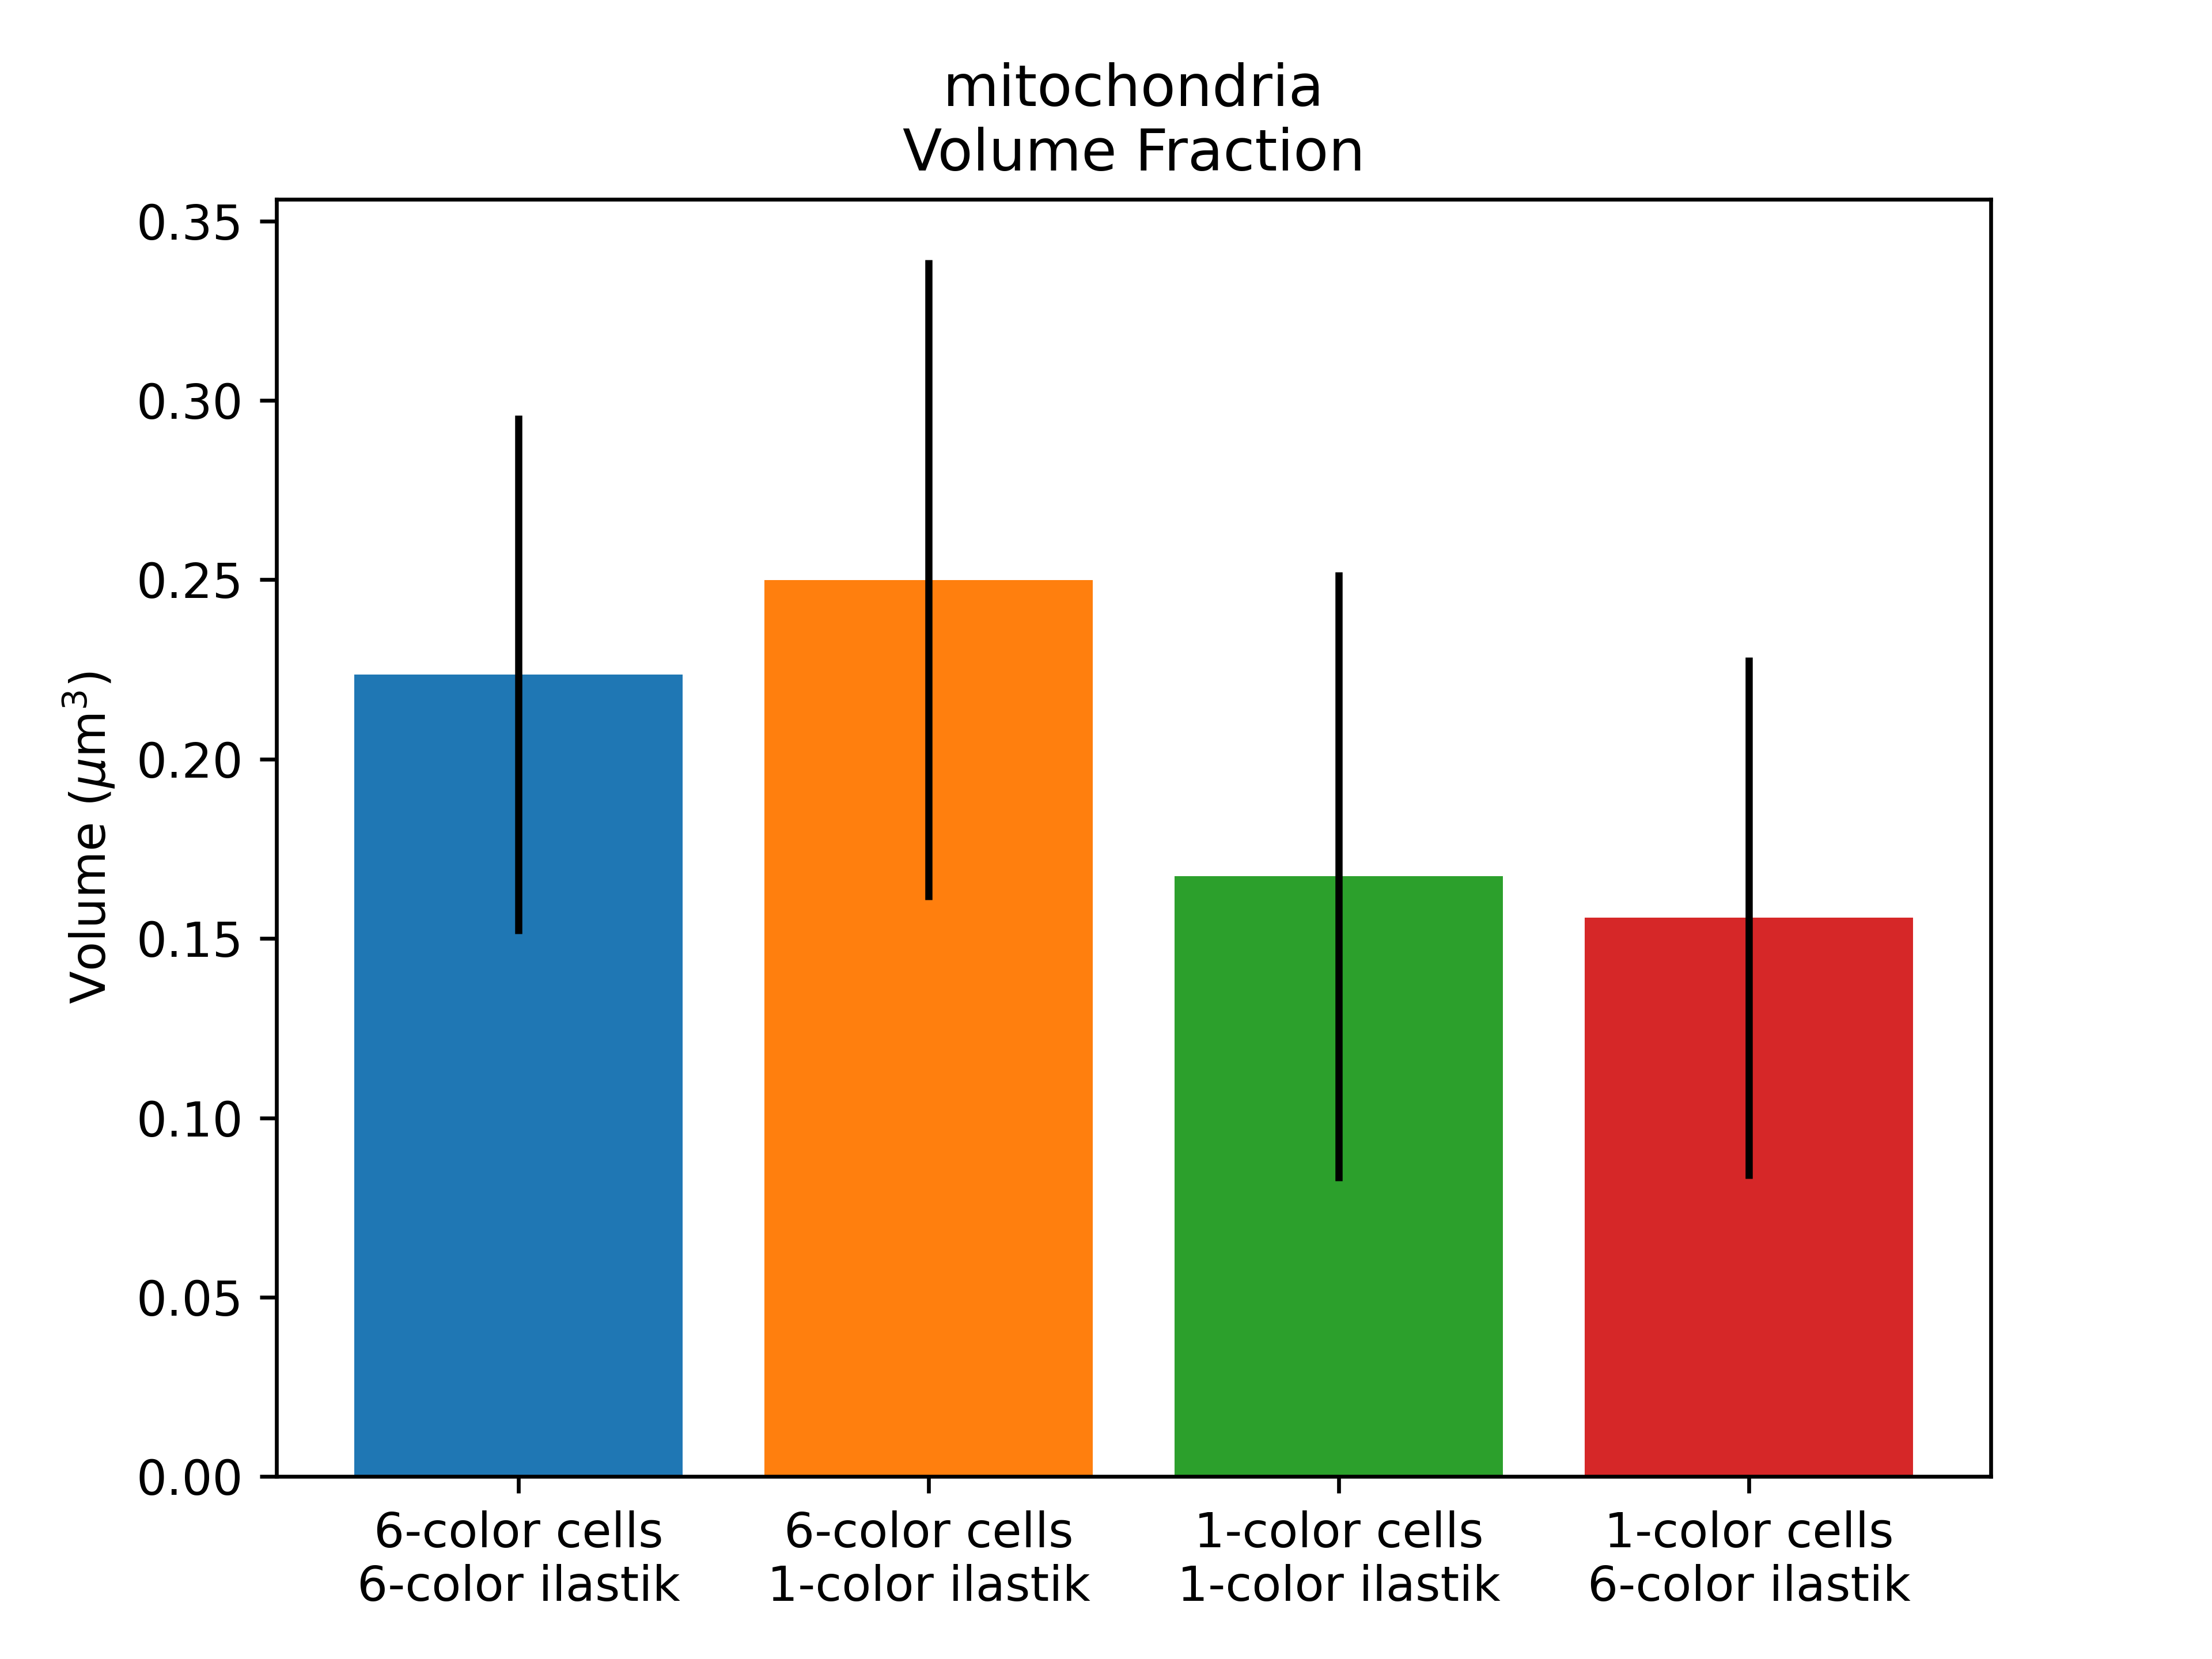 mitochondria
Volume Fraction
Volume (μm³)
0.35
0.30
0.25
0.20
0.15
0.10
0.05
0.00
6-color cells
6-color ilastik
6-color cells
1-color ilastik
1-color cells
1-color ilastik
1-color cells
6-color ilastik